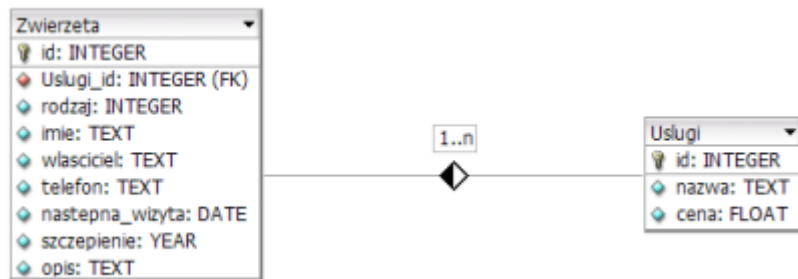 Zwierzeta
id: INTEGER
Uslugi_id: INTEGER (FK)
rodzaj: INTEGER
imie: TEXT
wlasciciel: TEXT
telefon: TEXT
nastepna_wizyta: DATE
szczepienie: YEAR
opis: TEXT
1..n
Uslugi
id: INTEGER
nazwa: TEXT
cena: FLOAT